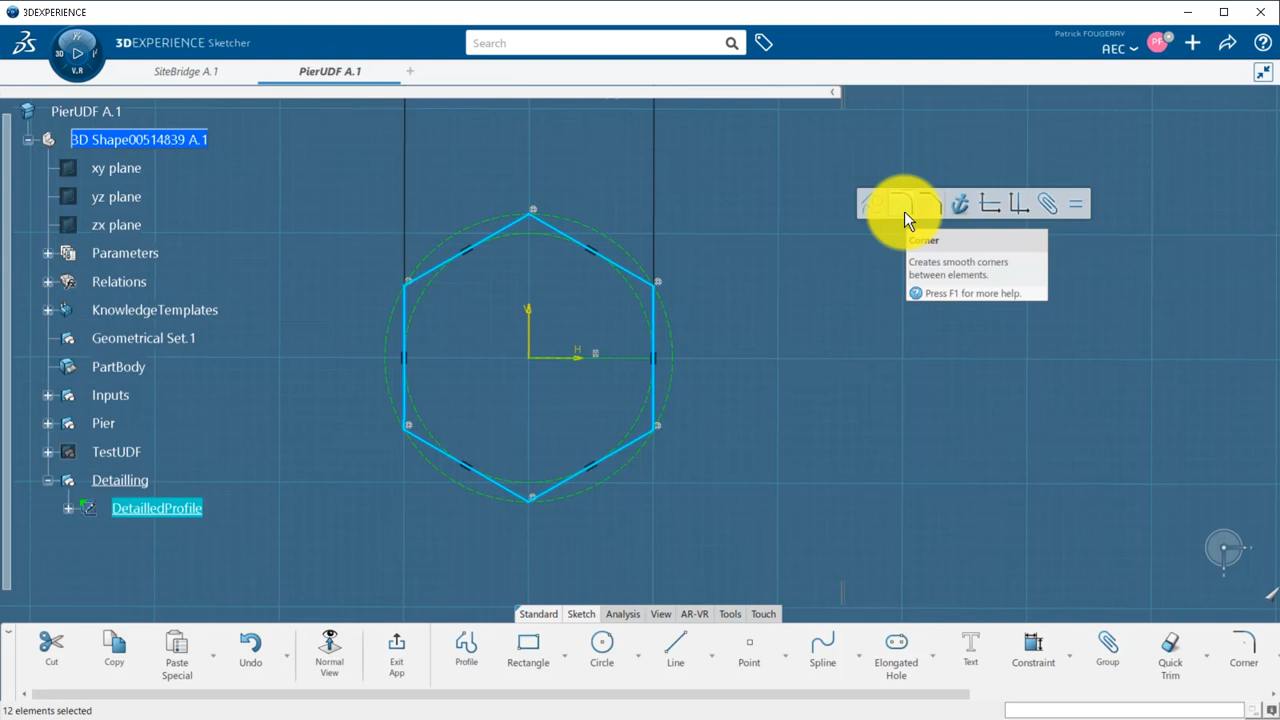 3DEXPERIENCE
3DEXPERIENCE Sketcher
Search
Patrick FOUGERAY
AEC
PF
3D
V.R
SiteBridge A.1
PierUDF A.1
PierUDF A.1
3D Shape00514839 A.1
xy plane
yz plane
zx plane
Parameters
Relations
KnowledgeTemplates
Geometrical Set.1
PartBody
Inputs
Pier
TestUDF
Detailling
DetailledProfile
V
H
Corner
Creates smooth corners
between elements.
Press F1 for more help.
Standard
Sketch
Analysis
View
AR-VR
Tools
Touch
Cut
Copy
Paste
Special
Undo
Normal
View
Exit
App
Profile
Rectangle
Circle
Line
Point
Spline
Elongated
Hole
Text
Constraint
Group
Quick
Trim
Corner
12 elements selected